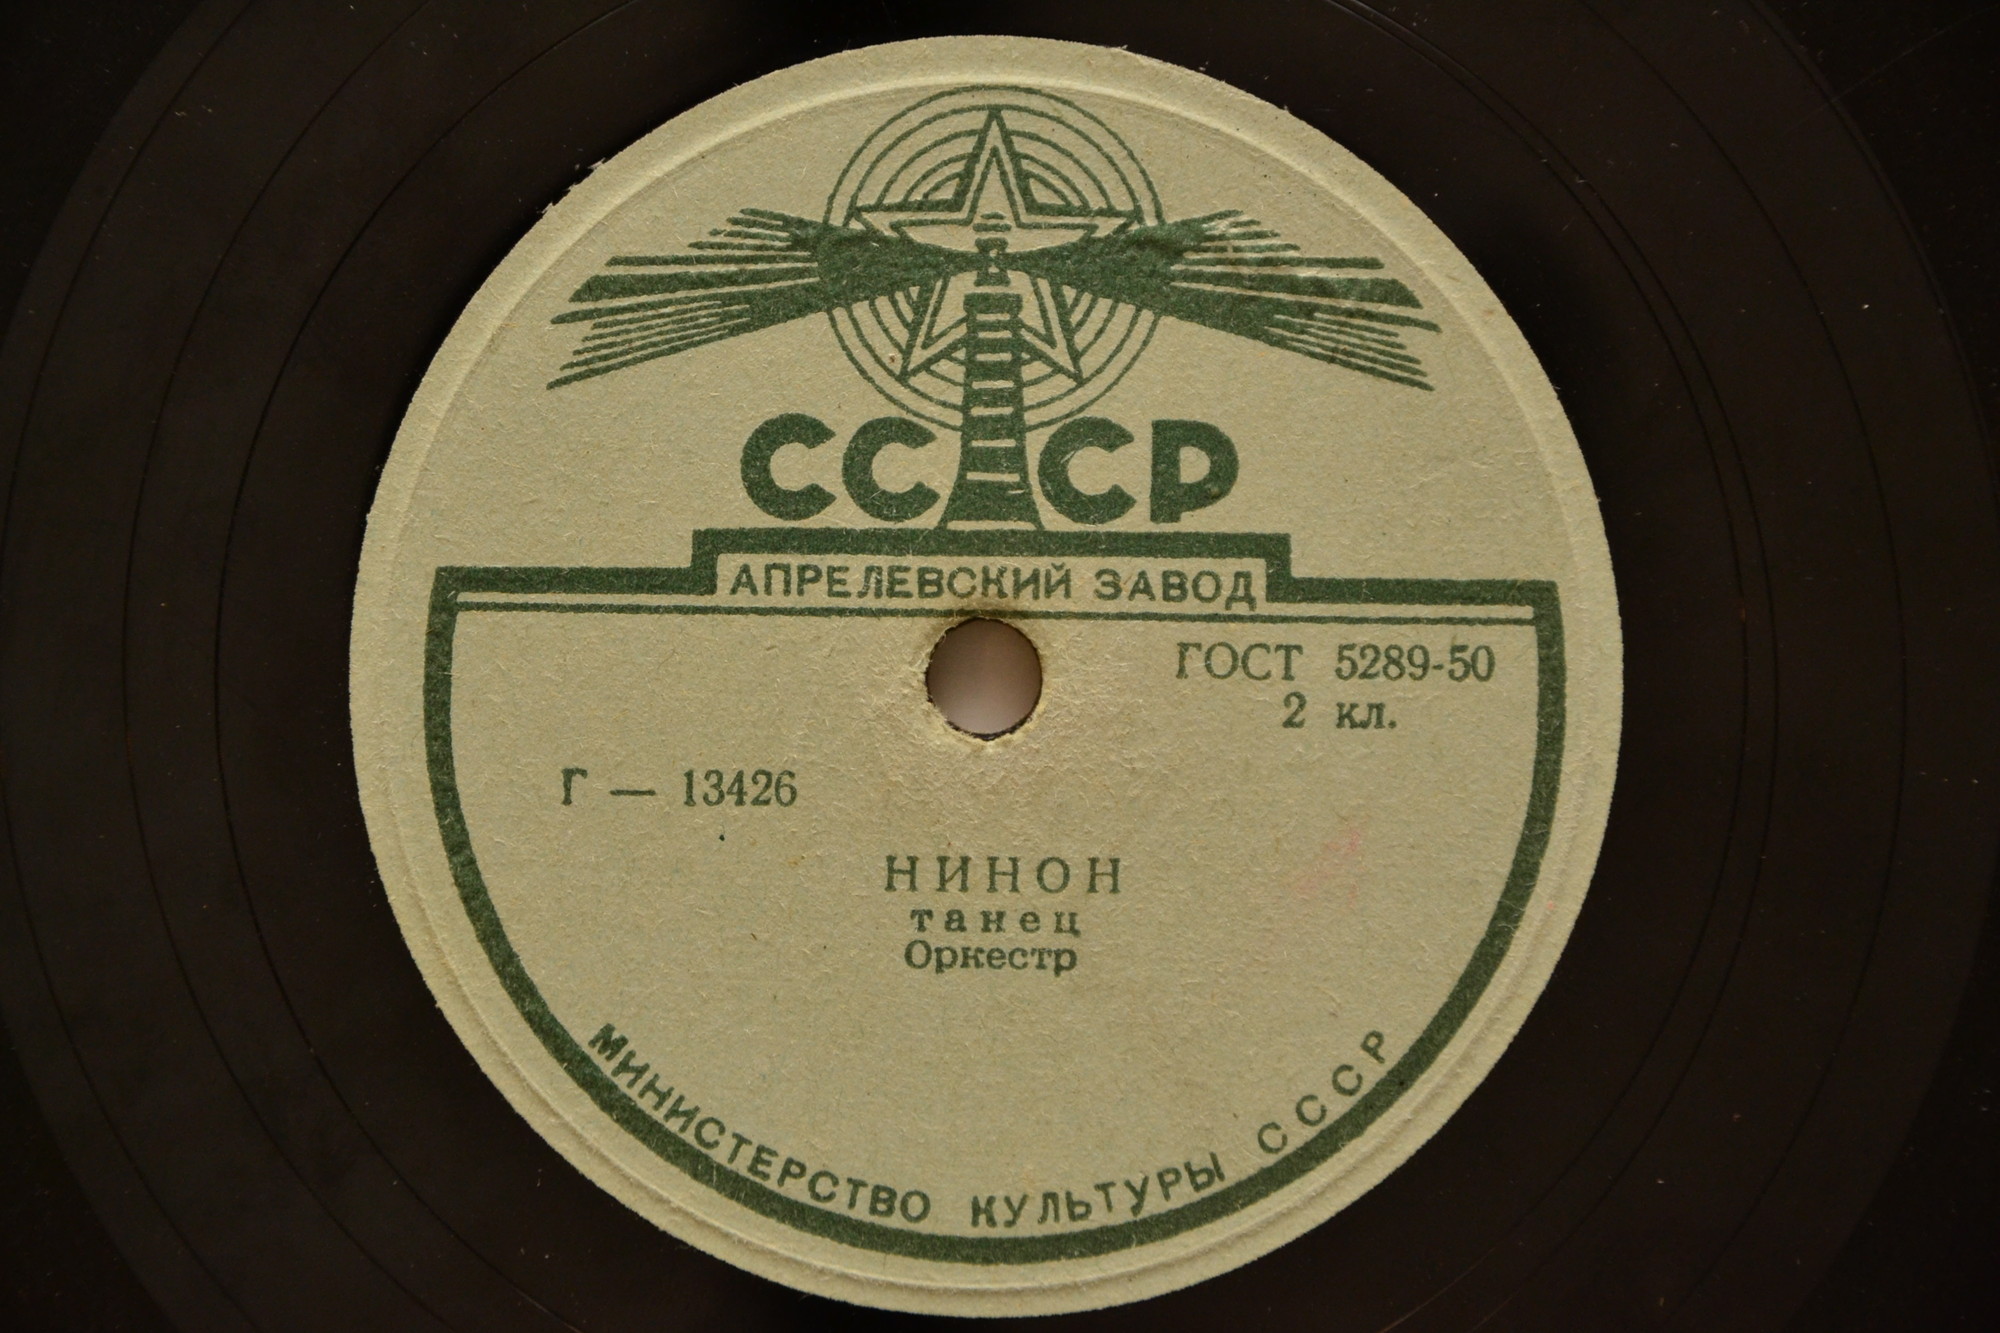 СССР
АПРЕЛЕВСКИЙ ЗАВОД
ГОСТ 5289-50
2 кл.
Г — 13426
НИНОН
танец
Оркестр
МИНИСТЕРСТВО КУЛЬТУРЫ СССР